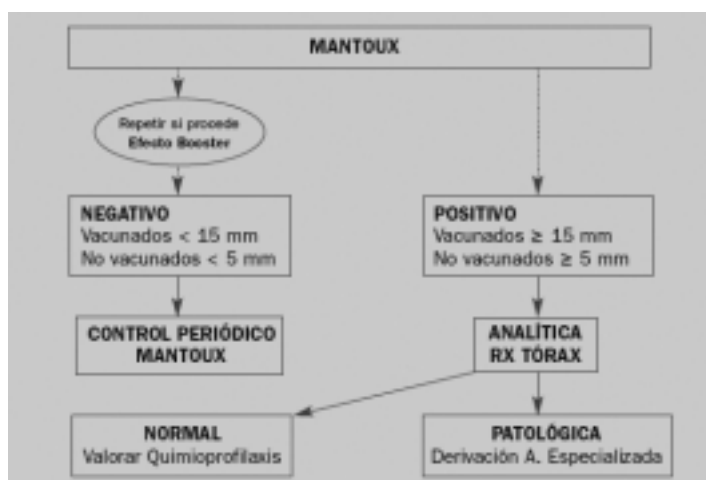 MANTOUX
Repetir si procede
Efecto Booster
NEGATIVO
Vacunados < 15 mm
No vacunados < 5 mm
POSITIVO
Vacunados ≥ 15 mm
No vacunados ≥ 5 mm
CONTROL PERIÓDICO
MANTOUX
ANALÍTICA
RX TÓRAX
NORMAL
Valorar Quimioprofilaxis
PATOLÓGICA
Derivación A. Especializada